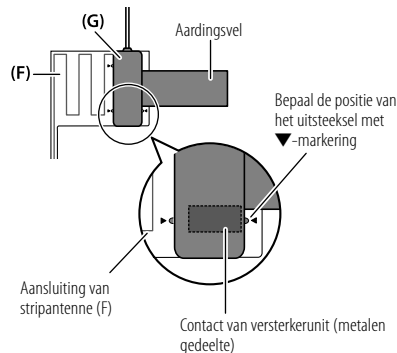 (G)
Aardingsvel
(F)
Bepaal de positie van
het uitsteeksel met
▼-markering
Aansluiting van
stripantenne (F)
Contact van versterkerunit (metalen
gedeelte)